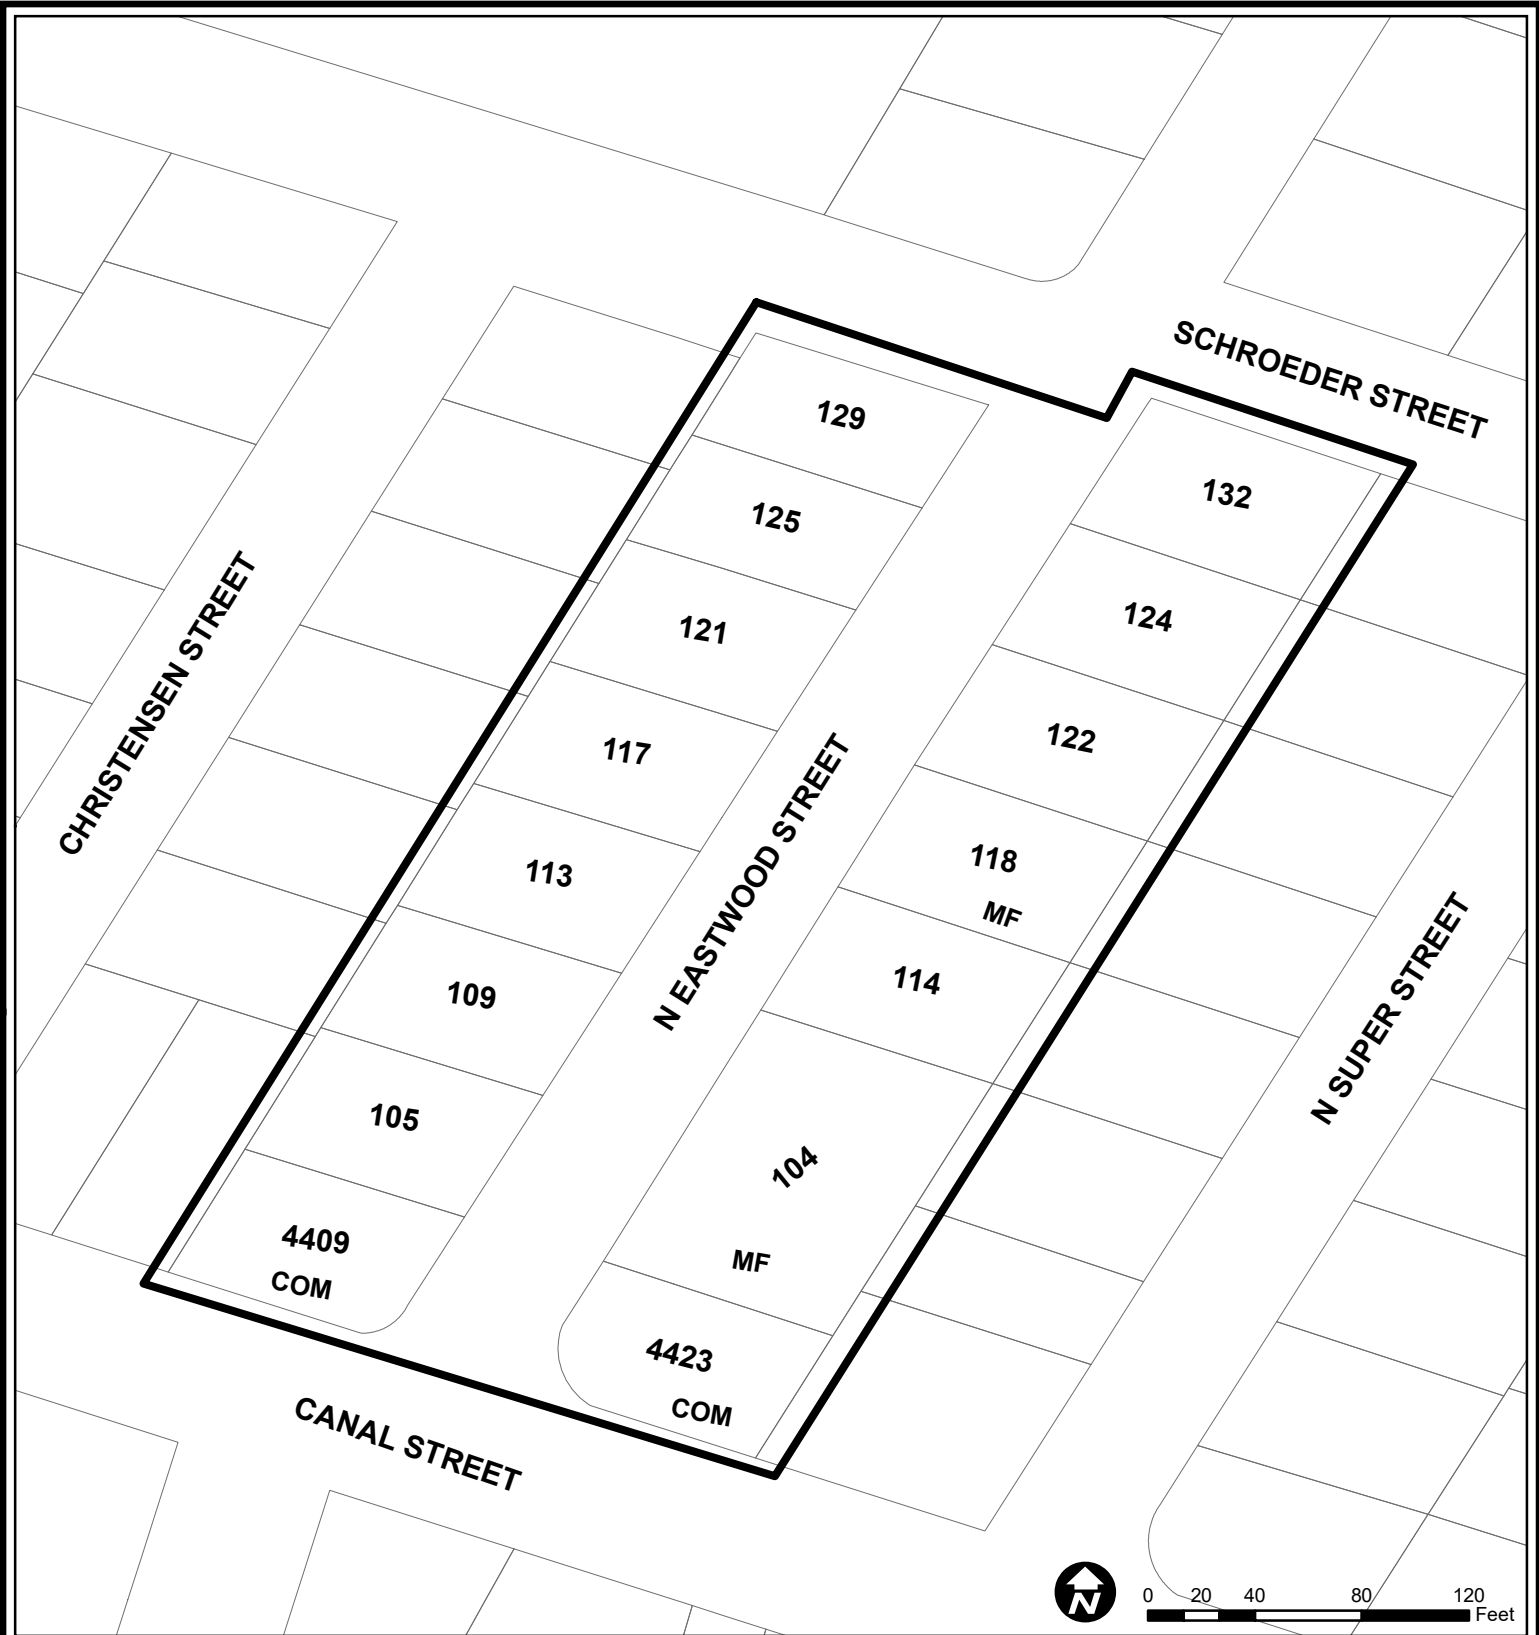 SCHROEDER STREET
129
132
125
124
121
122
117
118
MF
113
114
109
105
104
MF
4409
COM
4423
COM
CHRISTENSEN STREET
N EASTWOOD STREET
N SUPER STREET
CANAL STREET
N
0 20 40 80 120
Feet